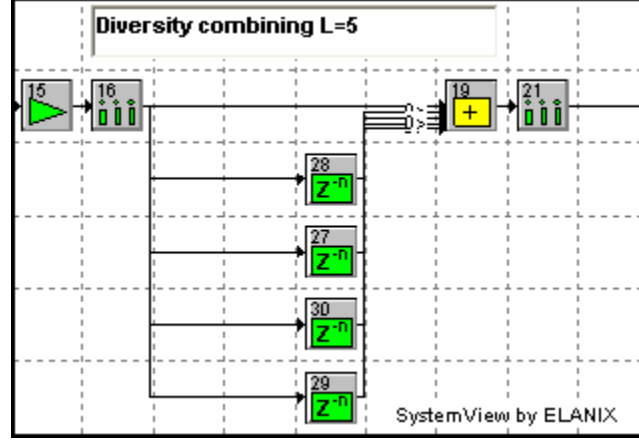 Diversity combining L=5
15 16 19 21
+
28
Z-n
27
Z-n
30
Z-n
29
Z-n
SystemView by ELANIX